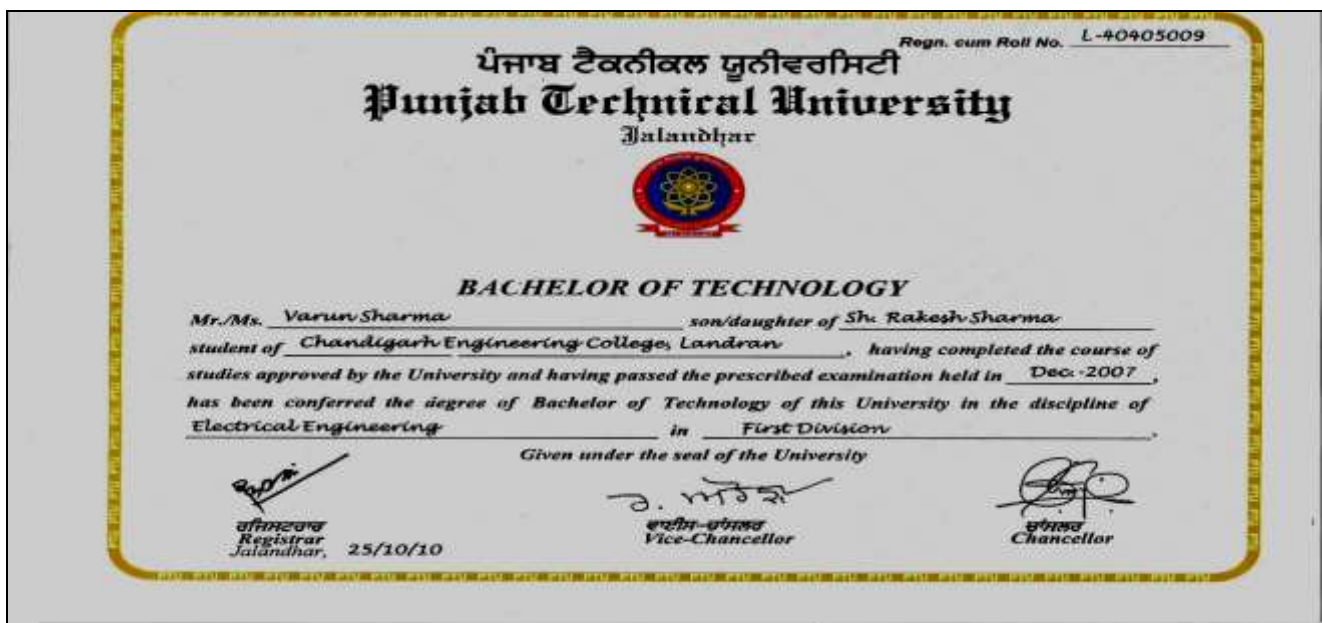 Regn. cum Roll No. L-40405009
ਪੰਜਾਬ ਟੈਕਨੀਕਲ ਯੂਨੀਵਰਸਿਟੀ
Punjab Technical University
Jalandhar
BACHELOR OF TECHNOLOGY
Mr./Ms. Varun Sharma son/daughter of Sh. Rakesh Sharma
student of Chandigarh Engineering College, Landran, having completed the course of
studies approved by the University and having passed the prescribed examination held in Dec.-2007,
has been conferred the degree of Bachelor of Technology of this University in the discipline of
Electrical Engineering in First Division.
Given under the seal of the University
ਰਜਿਸਟਰਾਰ ਵਾਈਸ-ਚਾਂਸਲਰ ਚਾਂਸਲਰ
Registrar Vice-Chancellor Chancellor
Jalandhar, 25/10/10